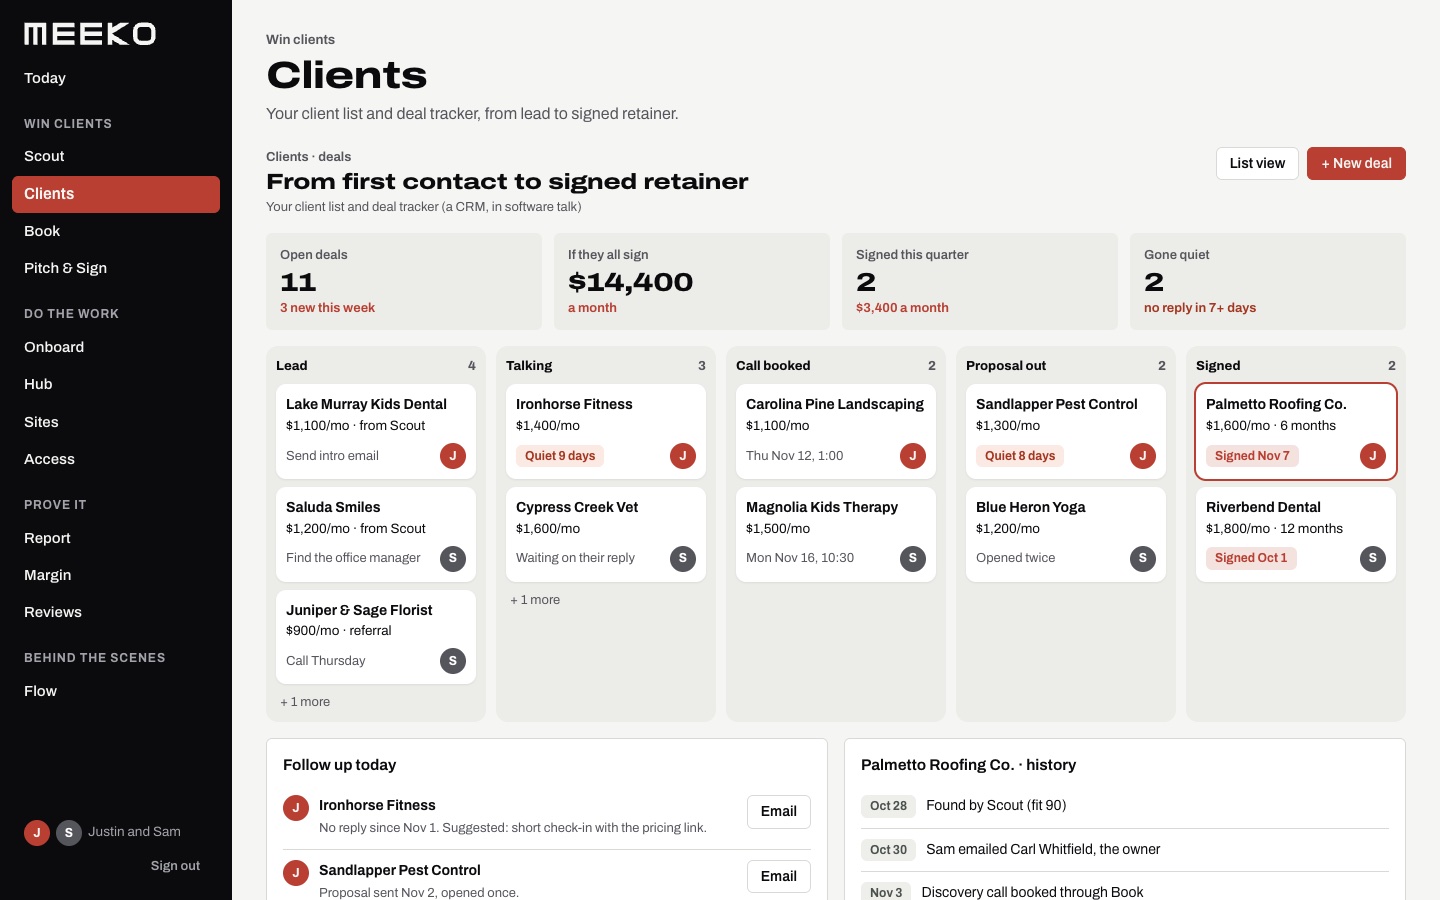 MEEKO
Today
WIN CLIENTS
Scout
Clients
Book
Pitch & Sign
DO THE WORK
Onboard
Hub
Sites
Access
PROVE IT
Report
Margin
Reviews
BEHIND THE SCENES
Flow
J S Justin and Sam
Sign out
Win clients
Clients
Your client list and deal tracker, from lead to signed retainer.
Clients · deals
From first contact to signed retainer
Your client list and deal tracker (a CRM, in software talk)
List view
+ New deal
Open deals
11
3 new this week
If they all sign
$14,400
a month
Signed this quarter
2
$3,400 a month
Gone quiet
2
no reply in 7+ days
Lead 4
Lake Murray Kids Dental
$1,100/mo · from Scout
Send intro email J
Saluda Smiles
$1,200/mo · from Scout
Find the office manager S
Juniper & Sage Florist
$900/mo · referral
Call Thursday S
+ 1 more
Talking 3
Ironhorse Fitness
$1,400/mo
Quiet 9 days J
Cypress Creek Vet
$1,600/mo
Waiting on their reply S
+ 1 more
Call booked 2
Carolina Pine Landscaping
$1,100/mo
Thu Nov 12, 1:00 J
Magnolia Kids Therapy
$1,500/mo
Mon Nov 16, 10:30 S
Proposal out 2
Sandlapper Pest Control
$1,300/mo
Quiet 8 days J
Blue Heron Yoga
$1,200/mo
Opened twice S
Signed 2
Palmetto Roofing Co.
$1,600/mo · 6 months
Signed Nov 7 J
Riverbend Dental
$1,800/mo · 12 months
Signed Oct 1 S
Follow up today
J Ironhorse Fitness
No reply since Nov 1. Suggested: short check-in with the pricing link.
Email
J Sandlapper Pest Control
Proposal sent Nov 2, opened once.
Email
Palmetto Roofing Co. · history
Oct 28 Found by Scout (fit 90)
Oct 30 Sam emailed Carl Whitfield, the owner
Nov 3 Discovery call booked through Book